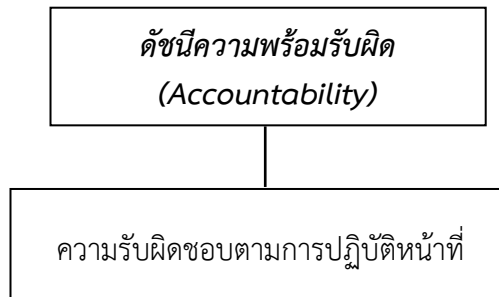 ดัชนีความพร้อมรับผิด
(Accountability)
ความรับผิดชอบตามการปฏิบัติหน้าที่